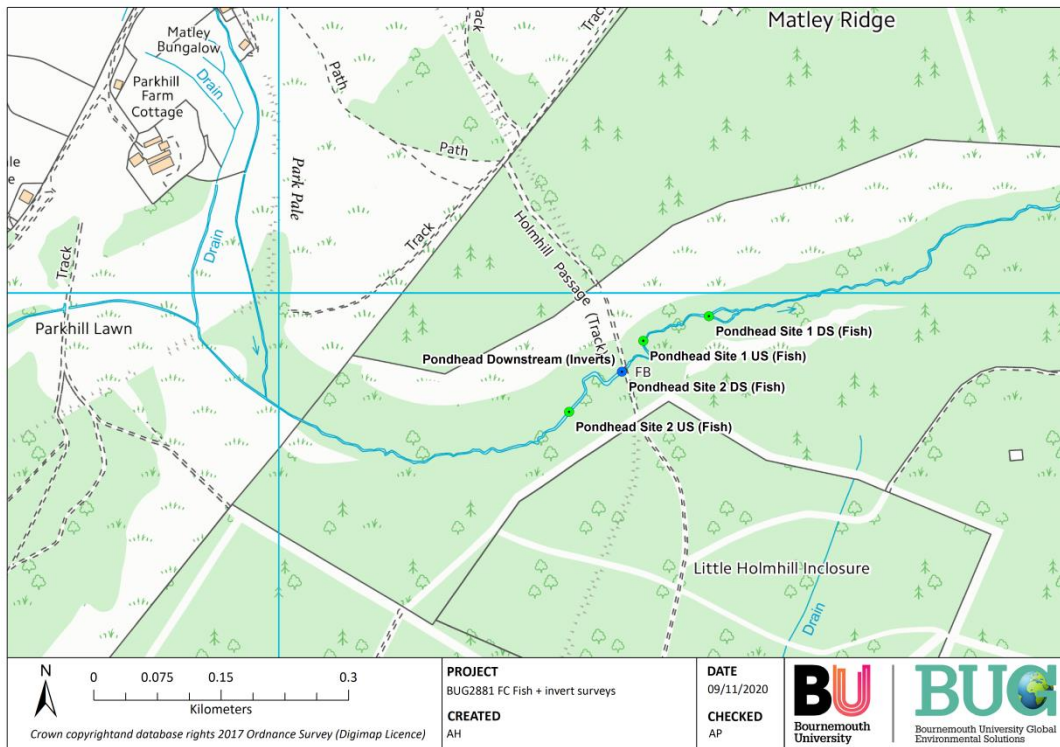 Matley Ridge
Matley
Bungalow
Drain
Parkhill
Farm
Cottage
Track
Track
Path
Path
Park Pale
Drain
Track
Track
Parkhill Lawn
Holmhill Passage (Track)
Pondhead Site 1 DS (Fish)
Pondhead Site 1 US (Fish)
Pondhead Downstream (Inverts)
FB
Pondhead Site 2 DS (Fish)
Pondhead Site 2 US (Fish)
Little Holmhill Inclosure
Drain
N
0 0.075 0.15 0.3
Kilometers
Crown copyrightand database rights 2017 Ordnance Survey (Digimap Licence)
PROJECT
BUG2881 FC Fish + invert surveys
CREATED
AH
DATE
09/11/2020
CHECKED
AP
BU
Bournemouth
University
BUG
Bournemouth University Global
Environmental Solutions